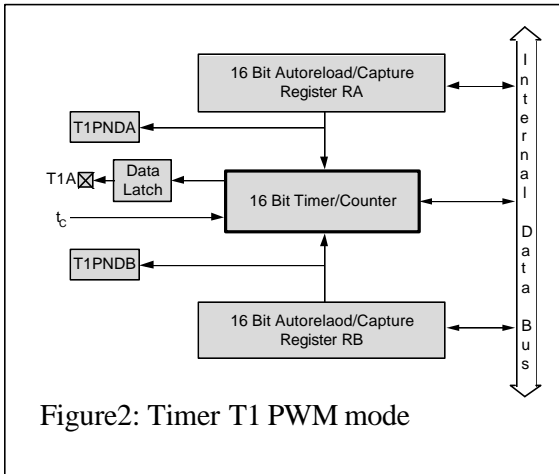 16 Bit Autoreload/Capture
Register RA
T1PNDA
T1A
Data
Latch
16 Bit Timer/Counter
tC
T1PNDB
16 Bit Autorelaod/Capture
Register RB
Internal Data Bus
Figure2: Timer T1 PWM mode